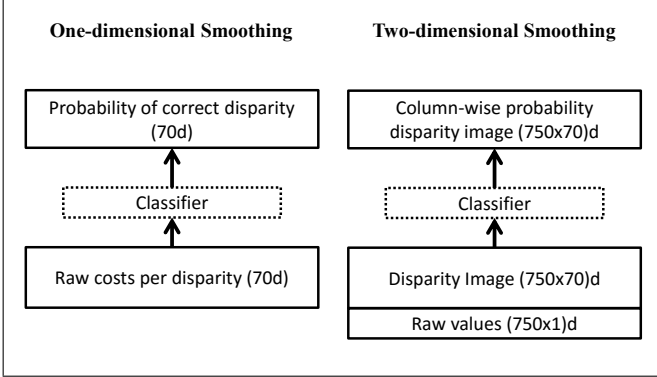 One-dimensional Smoothing
Probability of correct disparity
(70d)
Classifier
Raw costs per disparity (70d)
Two-dimensional Smoothing
Column-wise probability
disparity image (750x70)d
Classifier
Disparity Image (750x70)d
Raw values (750x1)d